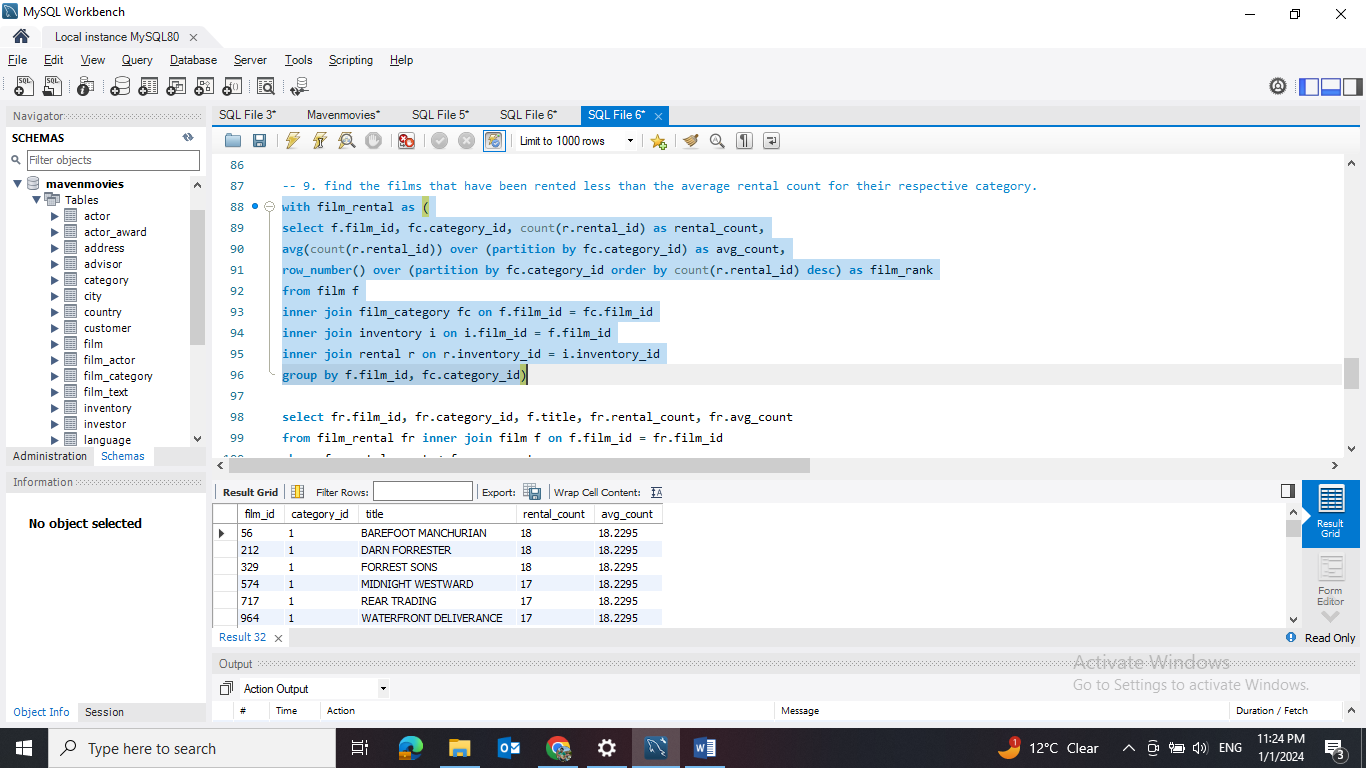 MySQL Workbench
Local instance MySQL80
File Edit View Query Database Server Tools Scripting Help
Navigator
SCHEMAS
Filter objects
mavenmovies
Tables
actor
actor_award
address
advisor
category
city
country
customer
film
film_actor
film_category
film_text
inventory
investor
language
Administration Schemas
Information
No object selected
Object Info Session
SQL File 3* Mavenmovies* SQL File 5* SQL File 6* SQL File 6*
Limit to 1000 rows
86
87 -- 9. find the films that have been rented less than the average rental count for their respective category.
88 with film_rental as (
89 select f.film_id, fc.category_id, count(r.rental_id) as rental_count,
90 avg(count(r.rental_id)) over (partition by fc.category_id) as avg_count,
91 row_number() over (partition by fc.category_id order by count(r.rental_id) desc) as film_rank
92 from film f
93 inner join film_category fc on f.film_id = fc.film_id
94 inner join inventory i on i.film_id = f.film_id
95 inner join rental r on r.inventory_id = i.inventory_id
96 group by f.film_id, fc.category_id)
97
98 select fr.film_id, fr.category_id, f.title, fr.rental_count, fr.avg_count
99 from film_rental fr inner join film f on f.film_id = fr.film_id
Result Grid Filter Rows: Export: Wrap Cell Content:
film_id category_id title rental_count avg_count
56 1 BAREFOOT MANCHURIAN 18 18.2295
212 1 DARN FORRESTER 18 18.2295
329 1 FORREST SONS 18 18.2295
574 1 MIDNIGHT WESTWARD 17 18.2295
717 1 REAR TRADING 17 18.2295
964 1 WATERFRONT DELIVERANCE 17 18.2295
Result Grid
Form Editor
Result 32
Read Only
Output
Action Output
# Time Action Message Duration / Fetch
Activate Windows
Go to Settings to activate Windows.
Type here to search
1
12°C Clear
ENG
11:24 PM
1/1/2024
3